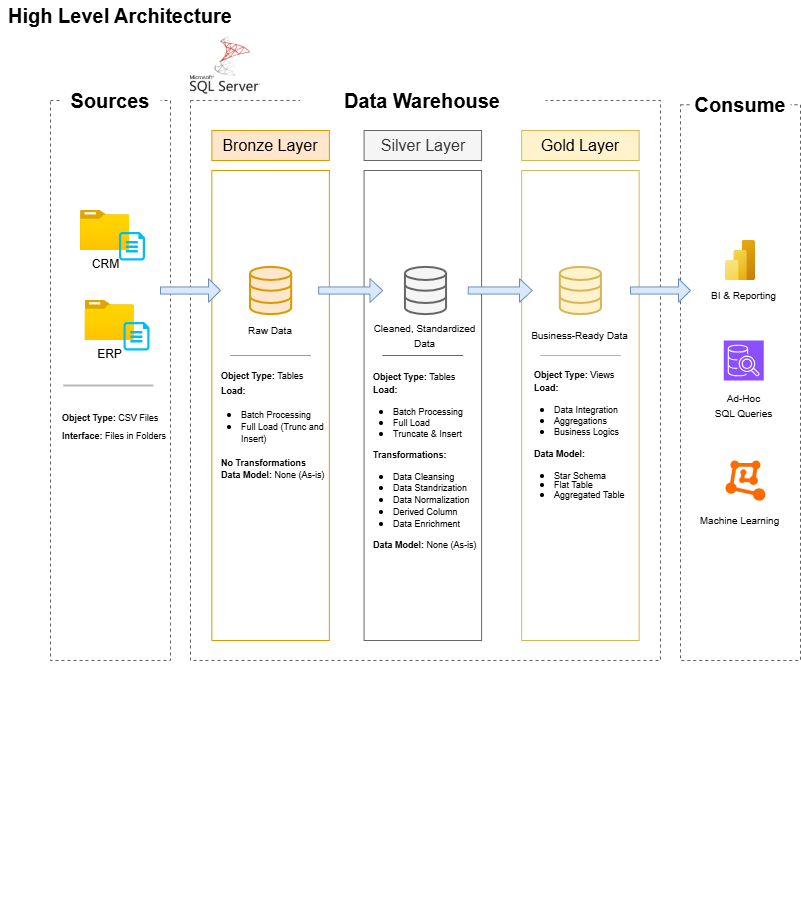 High Level Architecture
Microsoft
SQL Server
Sources
Data Warehouse
Consume
Bronze Layer
Silver Layer
Gold Layer
CRM
ERP
Object Type: CSV Files
Interface: Files in Folders
Raw Data
Object Type: Tables
Load:
Batch Processing
Full Load (Trunc and
Insert)
No Transformations
Data Model: None (As-is)
Cleaned, Standardized
Data
Object Type: Tables
Load:
Batch Processing
Full Load
Truncate & Insert
Transformations:
Data Cleansing
Data Standrization
Data Normalization
Derived Column
Data Enrichment
Data Model: None (As-is)
Business-Ready Data
Object Type: Views
Load:
Data Integration
Aggregations
Business Logics
Data Model:
Star Schema
Flat Table
Aggregated Table
BI & Reporting
Ad-Hoc
SQL Queries
Machine Learning